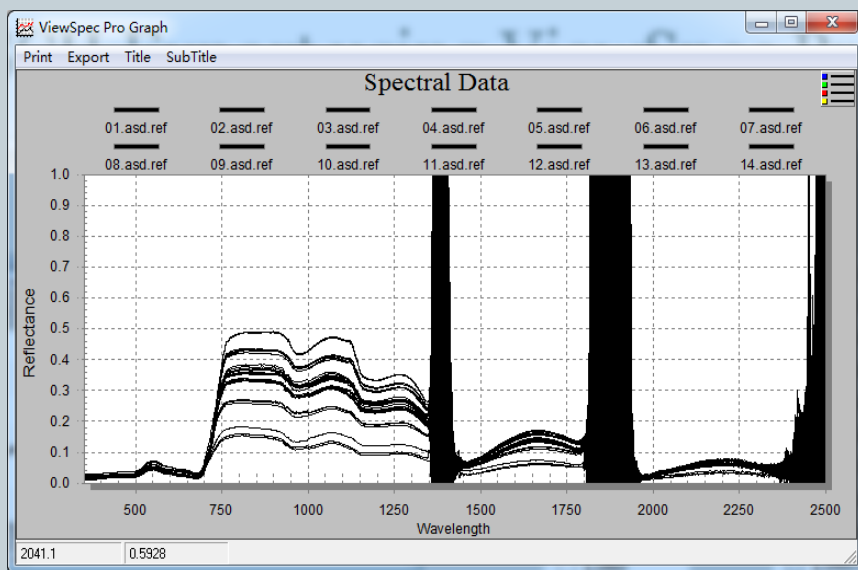 ViewSpec Pro Graph
Print Export Title SubTitle
Spectral Data
01.asd.ref 02.asd.ref 03.asd.ref 04.asd.ref 05.asd.ref 06.asd.ref 07.asd.ref
08.asd.ref 09.asd.ref 10.asd.ref 11.asd.ref 12.asd.ref 13.asd.ref 14.asd.ref
1.0
0.9
0.8
0.7
0.6
0.5
0.4
0.3
0.2
0.1
0.0
Reflectance
500 750 1000 1250 1500 1750 2000 2250 2500
Wavelength
2041.1 0.5928